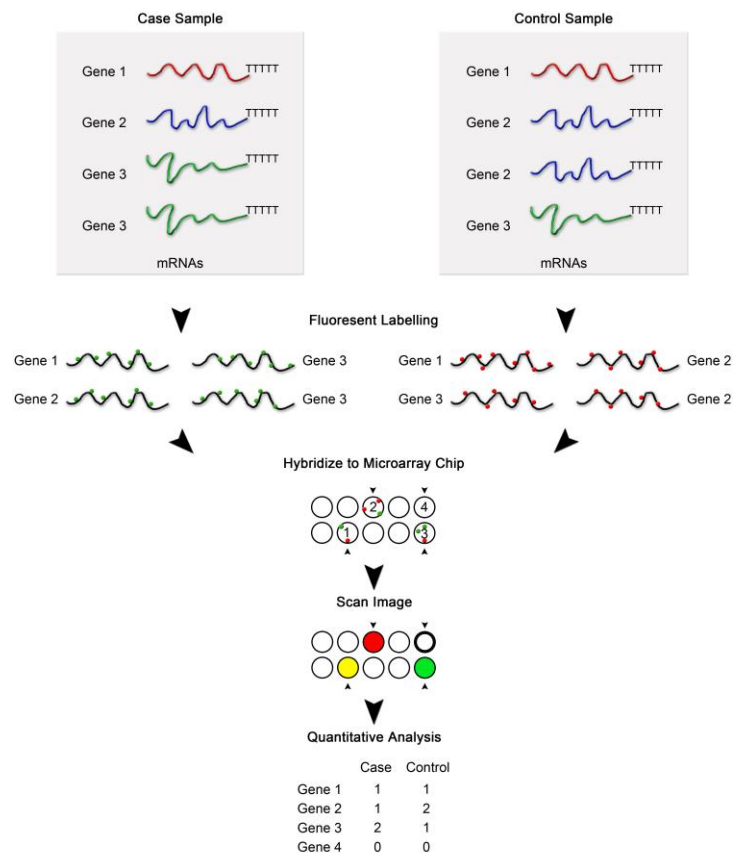 Case Sample
Control Sample
Gene 1 TTTTT
Gene 2 TTTTT
Gene 3 TTTTT
Gene 3 TTTTT
mRNAs
Gene 1 TTTTT
Gene 2 TTTTT
Gene 2 TTTTT
Gene 3 TTTTT
mRNAs
Fluoresent Labelling
Gene 1 Gene 3
Gene 2 Gene 3
Gene 1 Gene 2
Gene 3 Gene 2
Hybridize to Microarray Chip
2 4
1 3
Scan Image
Quantitative Analysis
Case Control
Gene 1 1 1
Gene 2 1 2
Gene 3 2 1
Gene 4 0 0